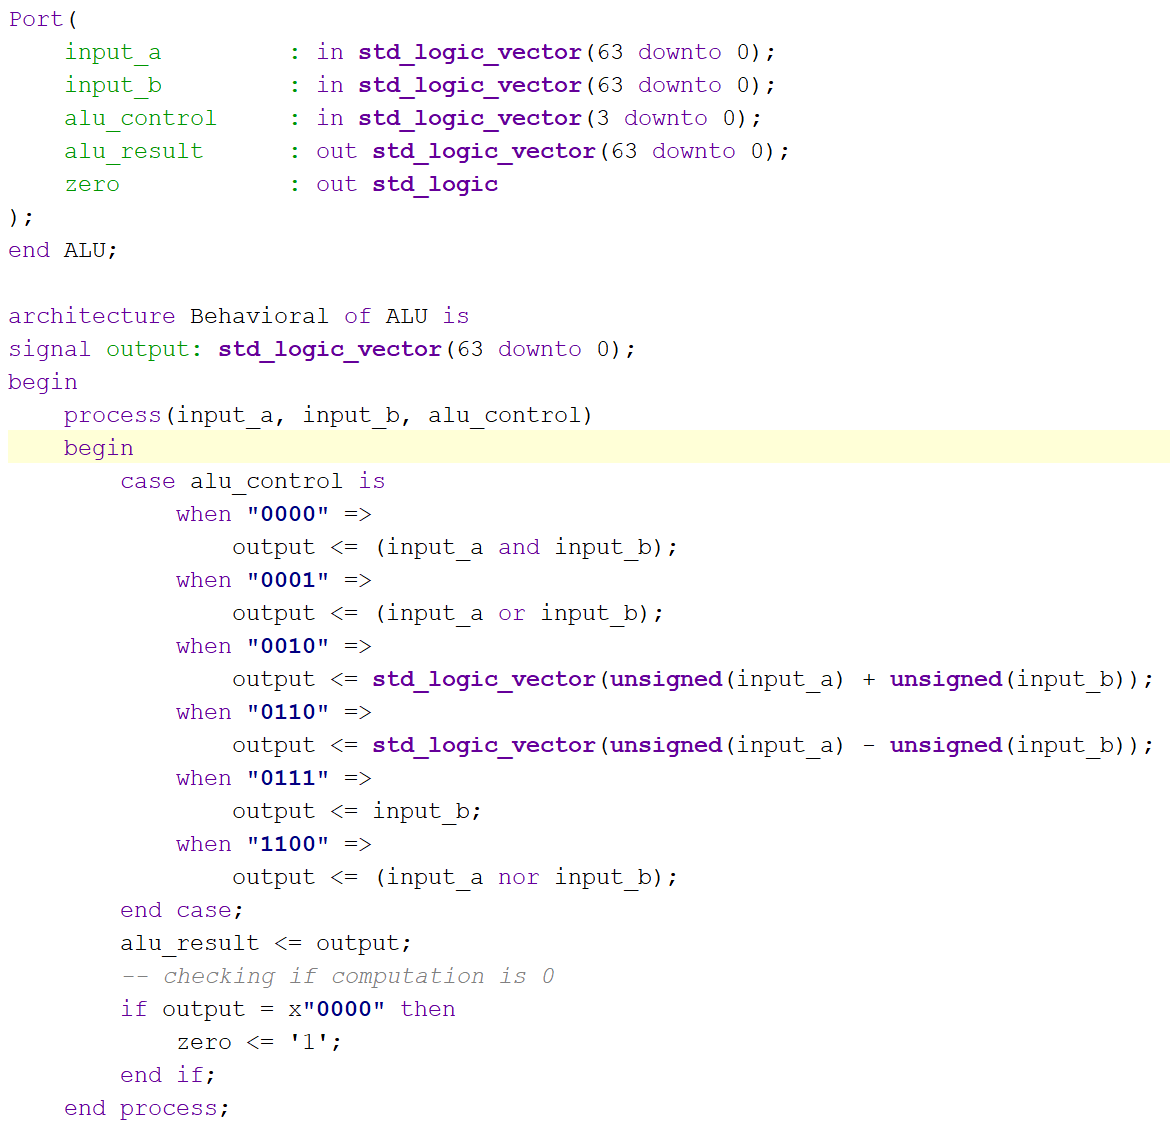 Port(
    input_a         : in std_logic_vector(63 downto 0);
    input_b         : in std_logic_vector(63 downto 0);
    alu_control     : in std_logic_vector(3 downto 0);
    alu_result      : out std_logic_vector(63 downto 0);
    zero            : out std_logic
);
end ALU;

architecture Behavioral of ALU is
signal output: std_logic_vector(63 downto 0);
begin
    process(input_a, input_b, alu_control)
    begin
        case alu_control is
            when "0000" =>
                output <= (input_a and input_b);
            when "0001" =>
                output <= (input_a or input_b);
            when "0010" =>
                output <= std_logic_vector(unsigned(input_a) + unsigned(input_b));
            when "0110" =>
                output <= std_logic_vector(unsigned(input_a) - unsigned(input_b));
            when "0111" =>
                output <= input_b;
            when "1100" =>
                output <= (input_a nor input_b);
        end case;
        alu_result <= output;
        -- checking if computation is 0
        if output = x"0000" then
            zero <= '1';
        end if;
    end process;